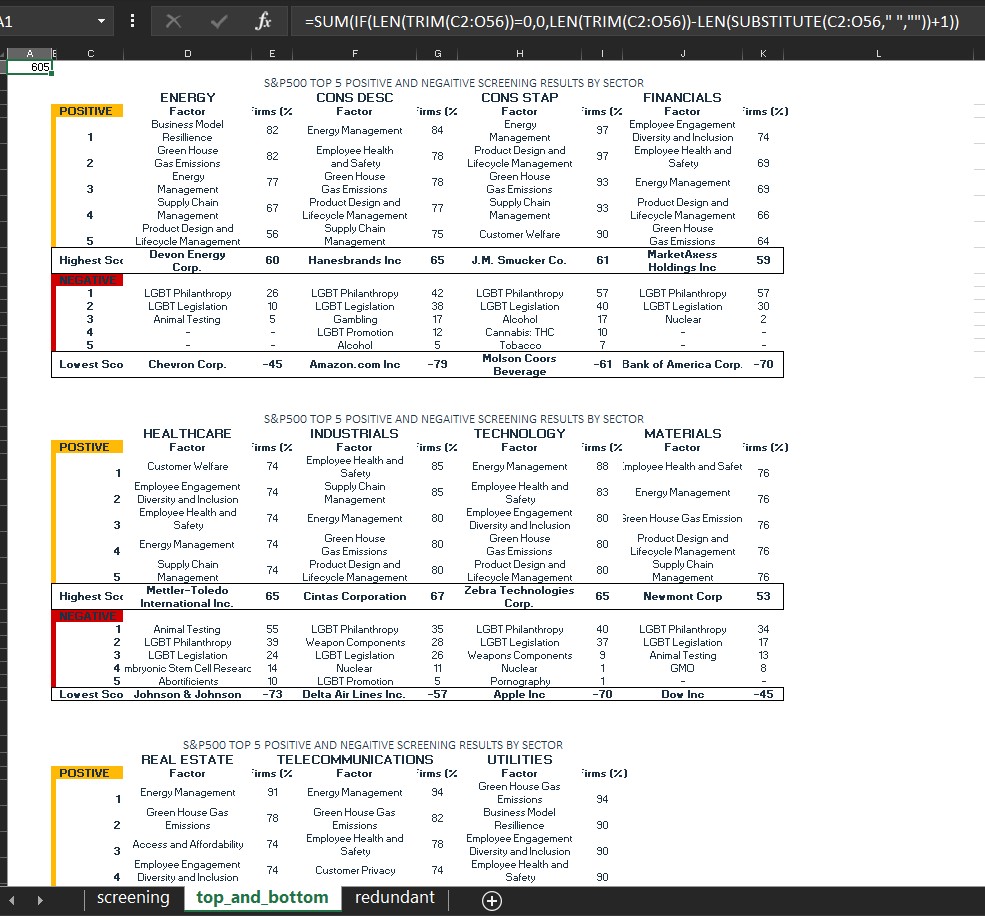 A1 fx =SUM(IF(LEN(TRIM(C2:O56))=0,0,LEN(TRIM(C2:O56))-LEN(SUBSTITUTE(C2:O56," ",""))+1))
A E C D E F G H I J K L
605
S&P500 TOP 5 POSITIVE AND NEGAITIVE SCREENING RESULTS BY SECTOR
ENERGY CONS DESC CONS STAP FINANCIALS
POSITIVE Factor Firms (% Factor Firms (% Factor Firms (% Factor Firms (%)
1 Business Model Resillience 82 Energy Management 84 Energy Management 97 Employee Engagement Diversity and Inclusion 74
2 Green House Gas Emissions 82 Employee Health and Safety 78 Product Design and Lifecycle Management 97 Employee Health and Safety 69
3 Energy Management 77 Green House Gas Emissions 78 Green House Gas Emissions 93 Energy Management 69
4 Supply Chain Management 67 Product Design and Lifecycle Management 77 Supply Chain Management 93 Product Design and Lifecycle Management 66
5 Product Design and Lifecycle Management 56 Supply Chain Management 75 Customer Welfare 90 Green House Gas Emissions 64
Highest Sco Devon Energy Corp. 60 Hanesbrands Inc 65 J.M. Smucker Co. 61 MarketAxess Holdings Inc 59
NEGATIVE
1 LGBT Philanthropy 26 LGBT Philanthropy 42 LGBT Philanthropy 57 LGBT Philanthropy 57
2 LGBT Legislation 10 LGBT Legislation 38 LGBT Legislation 40 LGBT Legislation 30
3 Animal Testing 5 Gambling 17 Alcohol 17 Nuclear 2
4 - - LGBT Promotion 12 Cannabis: THC 10 - -
5 - - Alcohol 5 Tobacco 7 - -
Lowest Sco Chevron Corp. -45 Amazon.com Inc -79 Molson Coors Beverage -61 Bank of America Corp. -70
S&P500 TOP 5 POSITIVE AND NEGAITIVE SCREENING RESULTS BY SECTOR
HEALTHCARE INDUSTRIALS TECHNOLOGY MATERIALS
POSTIVE Factor Firms (% Factor Firms (% Factor Firms (% Factor Firms (%)
1 Customer Welfare 74 Employee Health and Safety 85 Energy Management 88 Employee Health and Safet 76
2 Employee Engagement Diversity and Inclusion 74 Supply Chain Management 85 Employee Health and Safety 83 Energy Management 76
3 Employee Health and Safety 74 Energy Management 80 Employee Engagement Diversity and Inclusion 80 Green House Gas Emission 76
4 Energy Management 74 Green House Gas Emissions 80 Green House Gas Emissions 80 Product Design and Lifecycle Management 76
5 Supply Chain Management 74 Product Design and Lifecycle Management 80 Product Design and Lifecycle Management 80 Supply Chain Management 76
Highest Sco Mettler-Toledo International Inc. 65 Cintas Corporation 67 Zebra Technologies Corp. 65 Newmont Corp 53
NEGATIVE
1 Animal Testing 55 LGBT Philanthropy 35 LGBT Philanthropy 40 LGBT Philanthropy 34
2 LGBT Philanthropy 39 Weapon Components 28 LGBT Legislation 37 LGBT Legislation 17
3 LGBT Legislation 24 LGBT Legislation 26 Weapons Components 9 Animal Testing 13
4 mbryonic Stem Cell Researc 14 Nuclear 11 Nuclear 1 GMO 8
5 Abortificients 10 LGBT Promotion 5 Pornography 1 - -
Lowest Sco Johnson & Johnson -73 Delta Air Lines Inc. -57 Apple Inc -70 Dow Inc -45
S&P500 TOP 5 POSITIVE AND NEGAITIVE SCREENING RESULTS BY SECTOR
REAL ESTATE TELECOMMUNICATIONS UTILITIES
POSTIVE Factor Firms (% Factor Firms (% Factor Firms (%)
1 Energy Management 91 Energy Management 94 Green House Gas Emissions 94
2 Green House Gas Emissions 78 Green House Gas Emissions 82 Business Model Resillience 90
3 Access and Affordability 74 Employee Health and Safety 78 Employee Engagement Diversity and Inclusion 90
4 Employee Engagement Diversity and Inclusion 74 Customer Privacy 74 Employee Health and Safety 90
screening top_and_bottom redundant